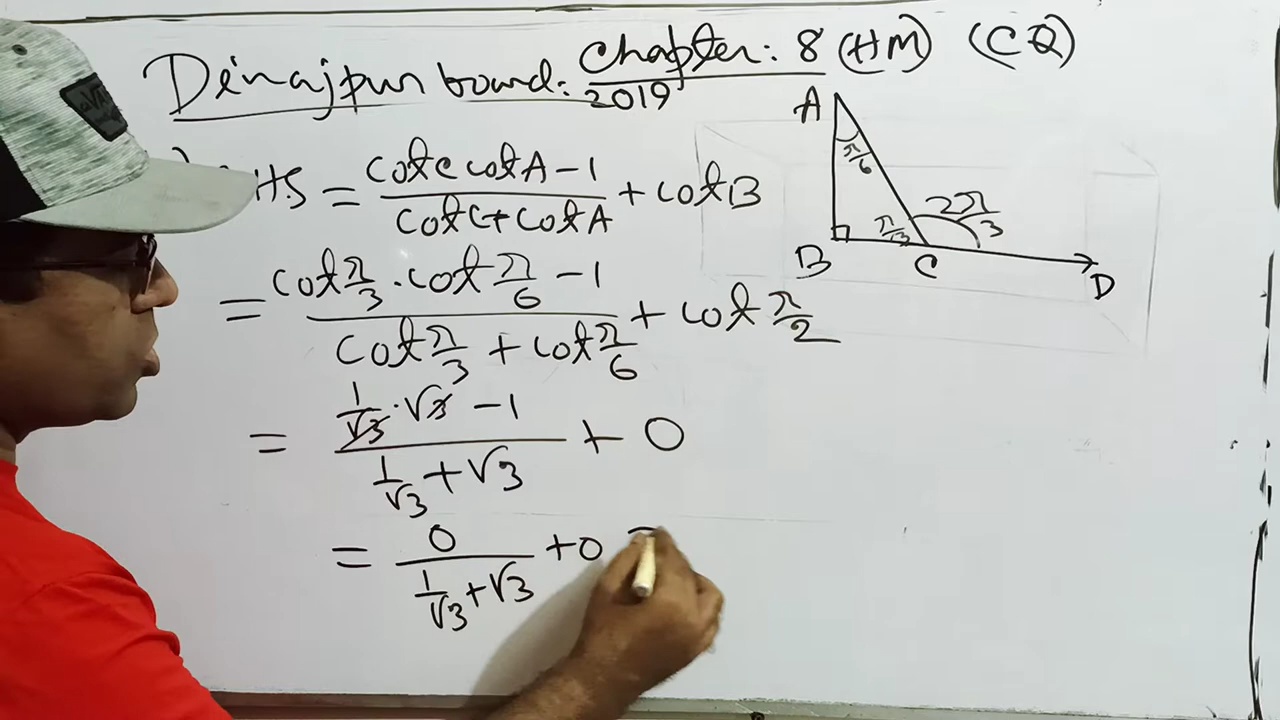 Dinajpur board: Chapter: 8 (HM) (CQ)
2019
HS = cotC cotA - 1 / cotC + cotA + cotB
= cot π/3 . cot π/6 - 1 / cot π/3 + cot π/6 + cot π/2
= 1/√3 . √3 - 1 / 1/√3 + √3 + 0
= 0 / 1/√3 + √3 + 0
A
π/6
2π/3
π/3
B
C
D